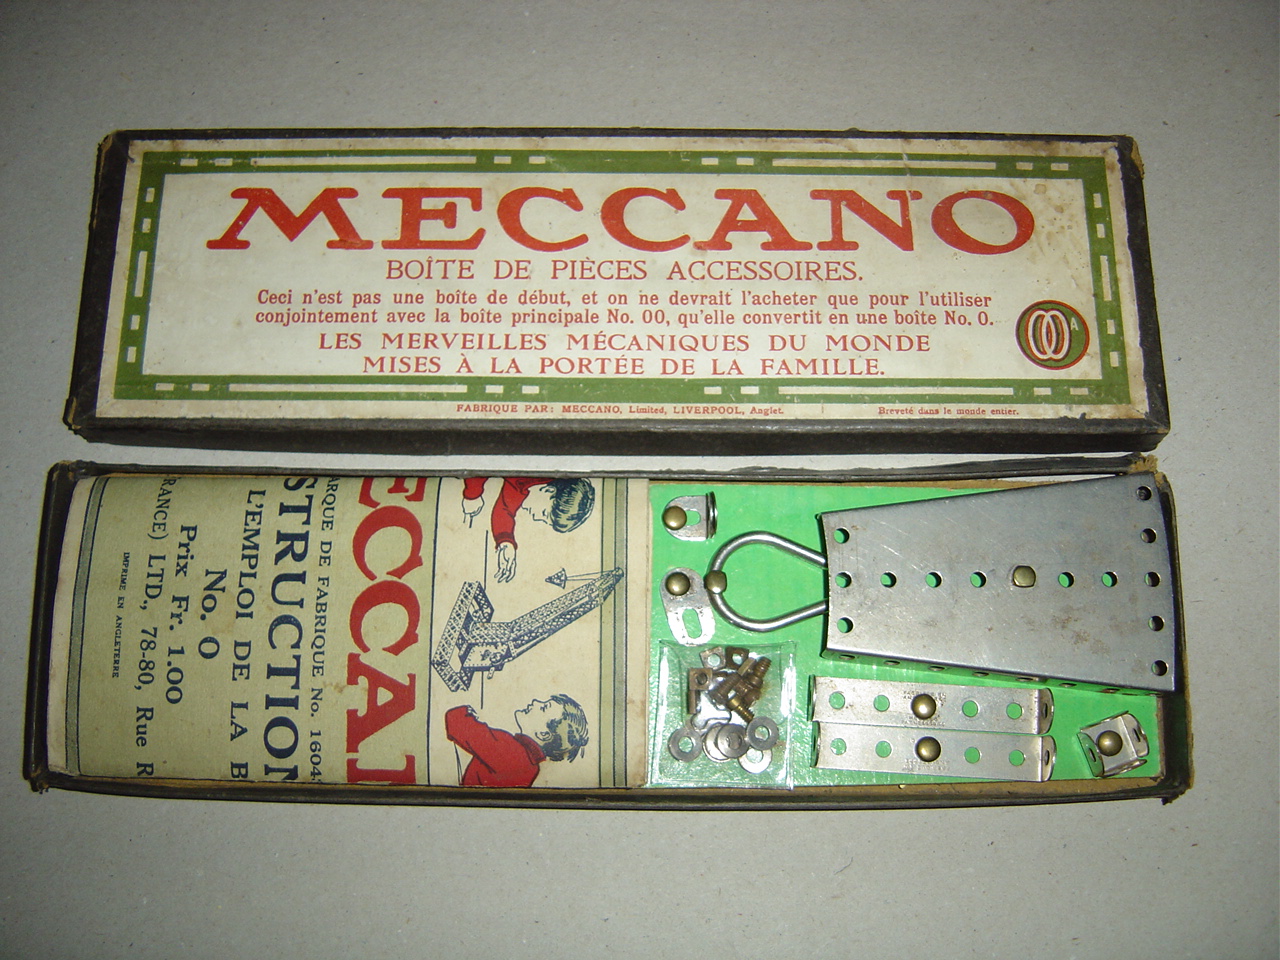 MECCANO
BOÎTE DE PIÈCES ACCESSOIRES.
Ceci n'est pas une boîte de début, et on ne devrait l'acheter que pour l'utiliser
conjointement avec la boîte principale No. 00, qu'elle convertit en une boîte No. 0.
LES MERVEILLES MÉCANIQUES DU MONDE
MISES À LA PORTÉE DE LA FAMILLE.
00A
FABRIQUE PAR: MECCANO, Limited, LIVERPOOL, Anglet.
Breveté dans le monde entier.
ECCA
ARQUE DE FABRIQUE No. 1604
STRUCTION
L'EMPLOI DE LA B
No. 0
Prix Fr. 1.00
RANCE) LTD., 78-80, Rue R
IMPRIME EN ANGLETERRE